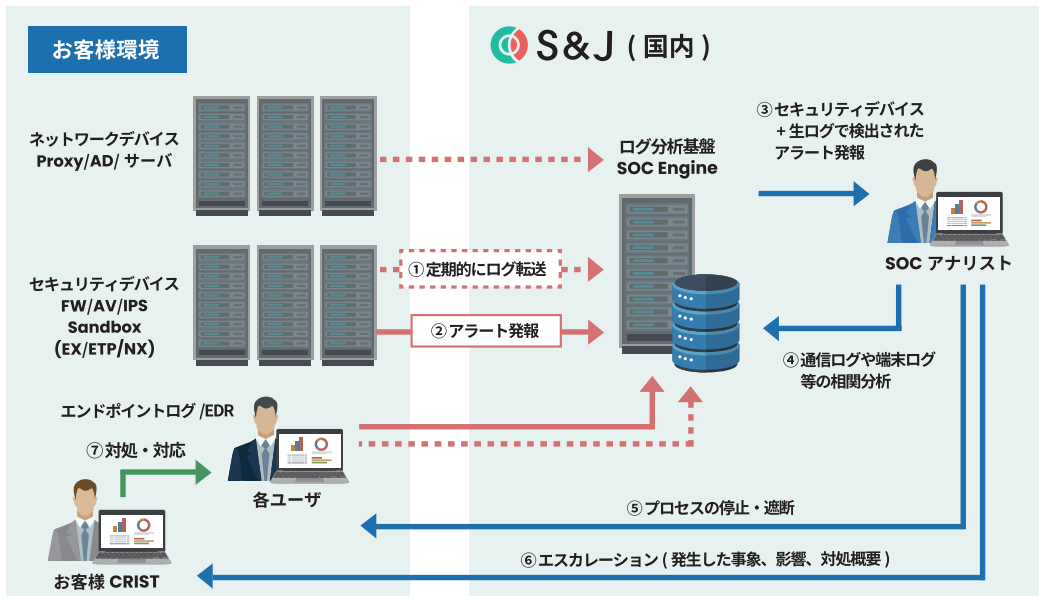 お客様環境
S&J ( 国内 )
ネットワークデバイス
Proxy/AD/ サーバ
ログ分析基盤
SOC Engine
③セキュリティデバイス
+ 生ログで検出された
アラート発報
SOC アナリスト
セキュリティデバイス
FW/AV/IPS
Sandbox
(EX/ETP/NX)
①定期的にログ転送
②アラート発報
④通信ログや端末ログ
等の相関分析
エンドポイントログ /EDR
⑦対処・対応
各ユーザ
お客様 CRIST
⑤プロセスの停止・遮断
⑥エスカレーション ( 発生した事象、影響、対処概要 )